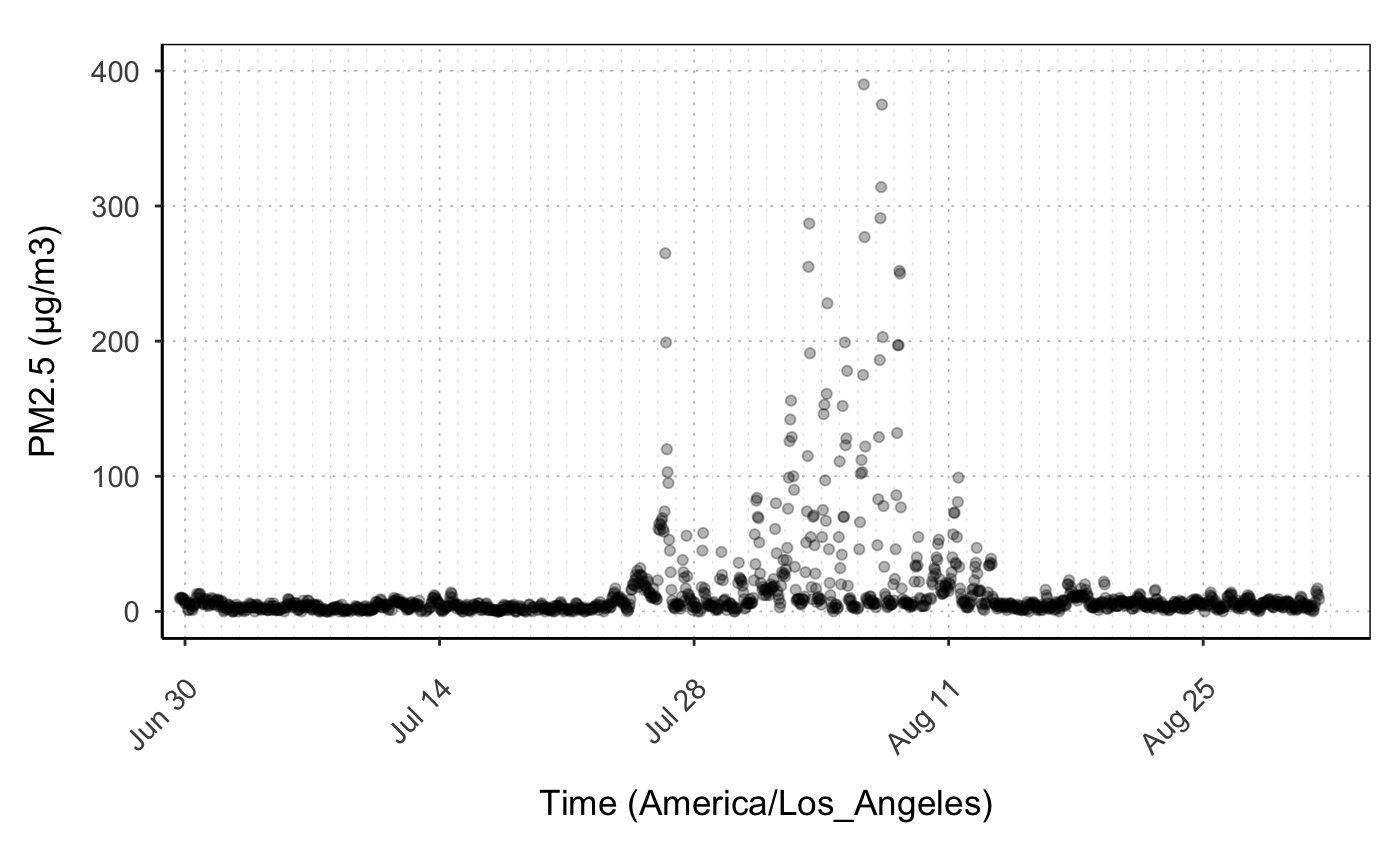 400
300
200
100
0
PM2.5 (µg/m3)
Jun 30
Jul 14
Jul 28
Aug 11
Aug 25
Time (America/Los_Angeles)